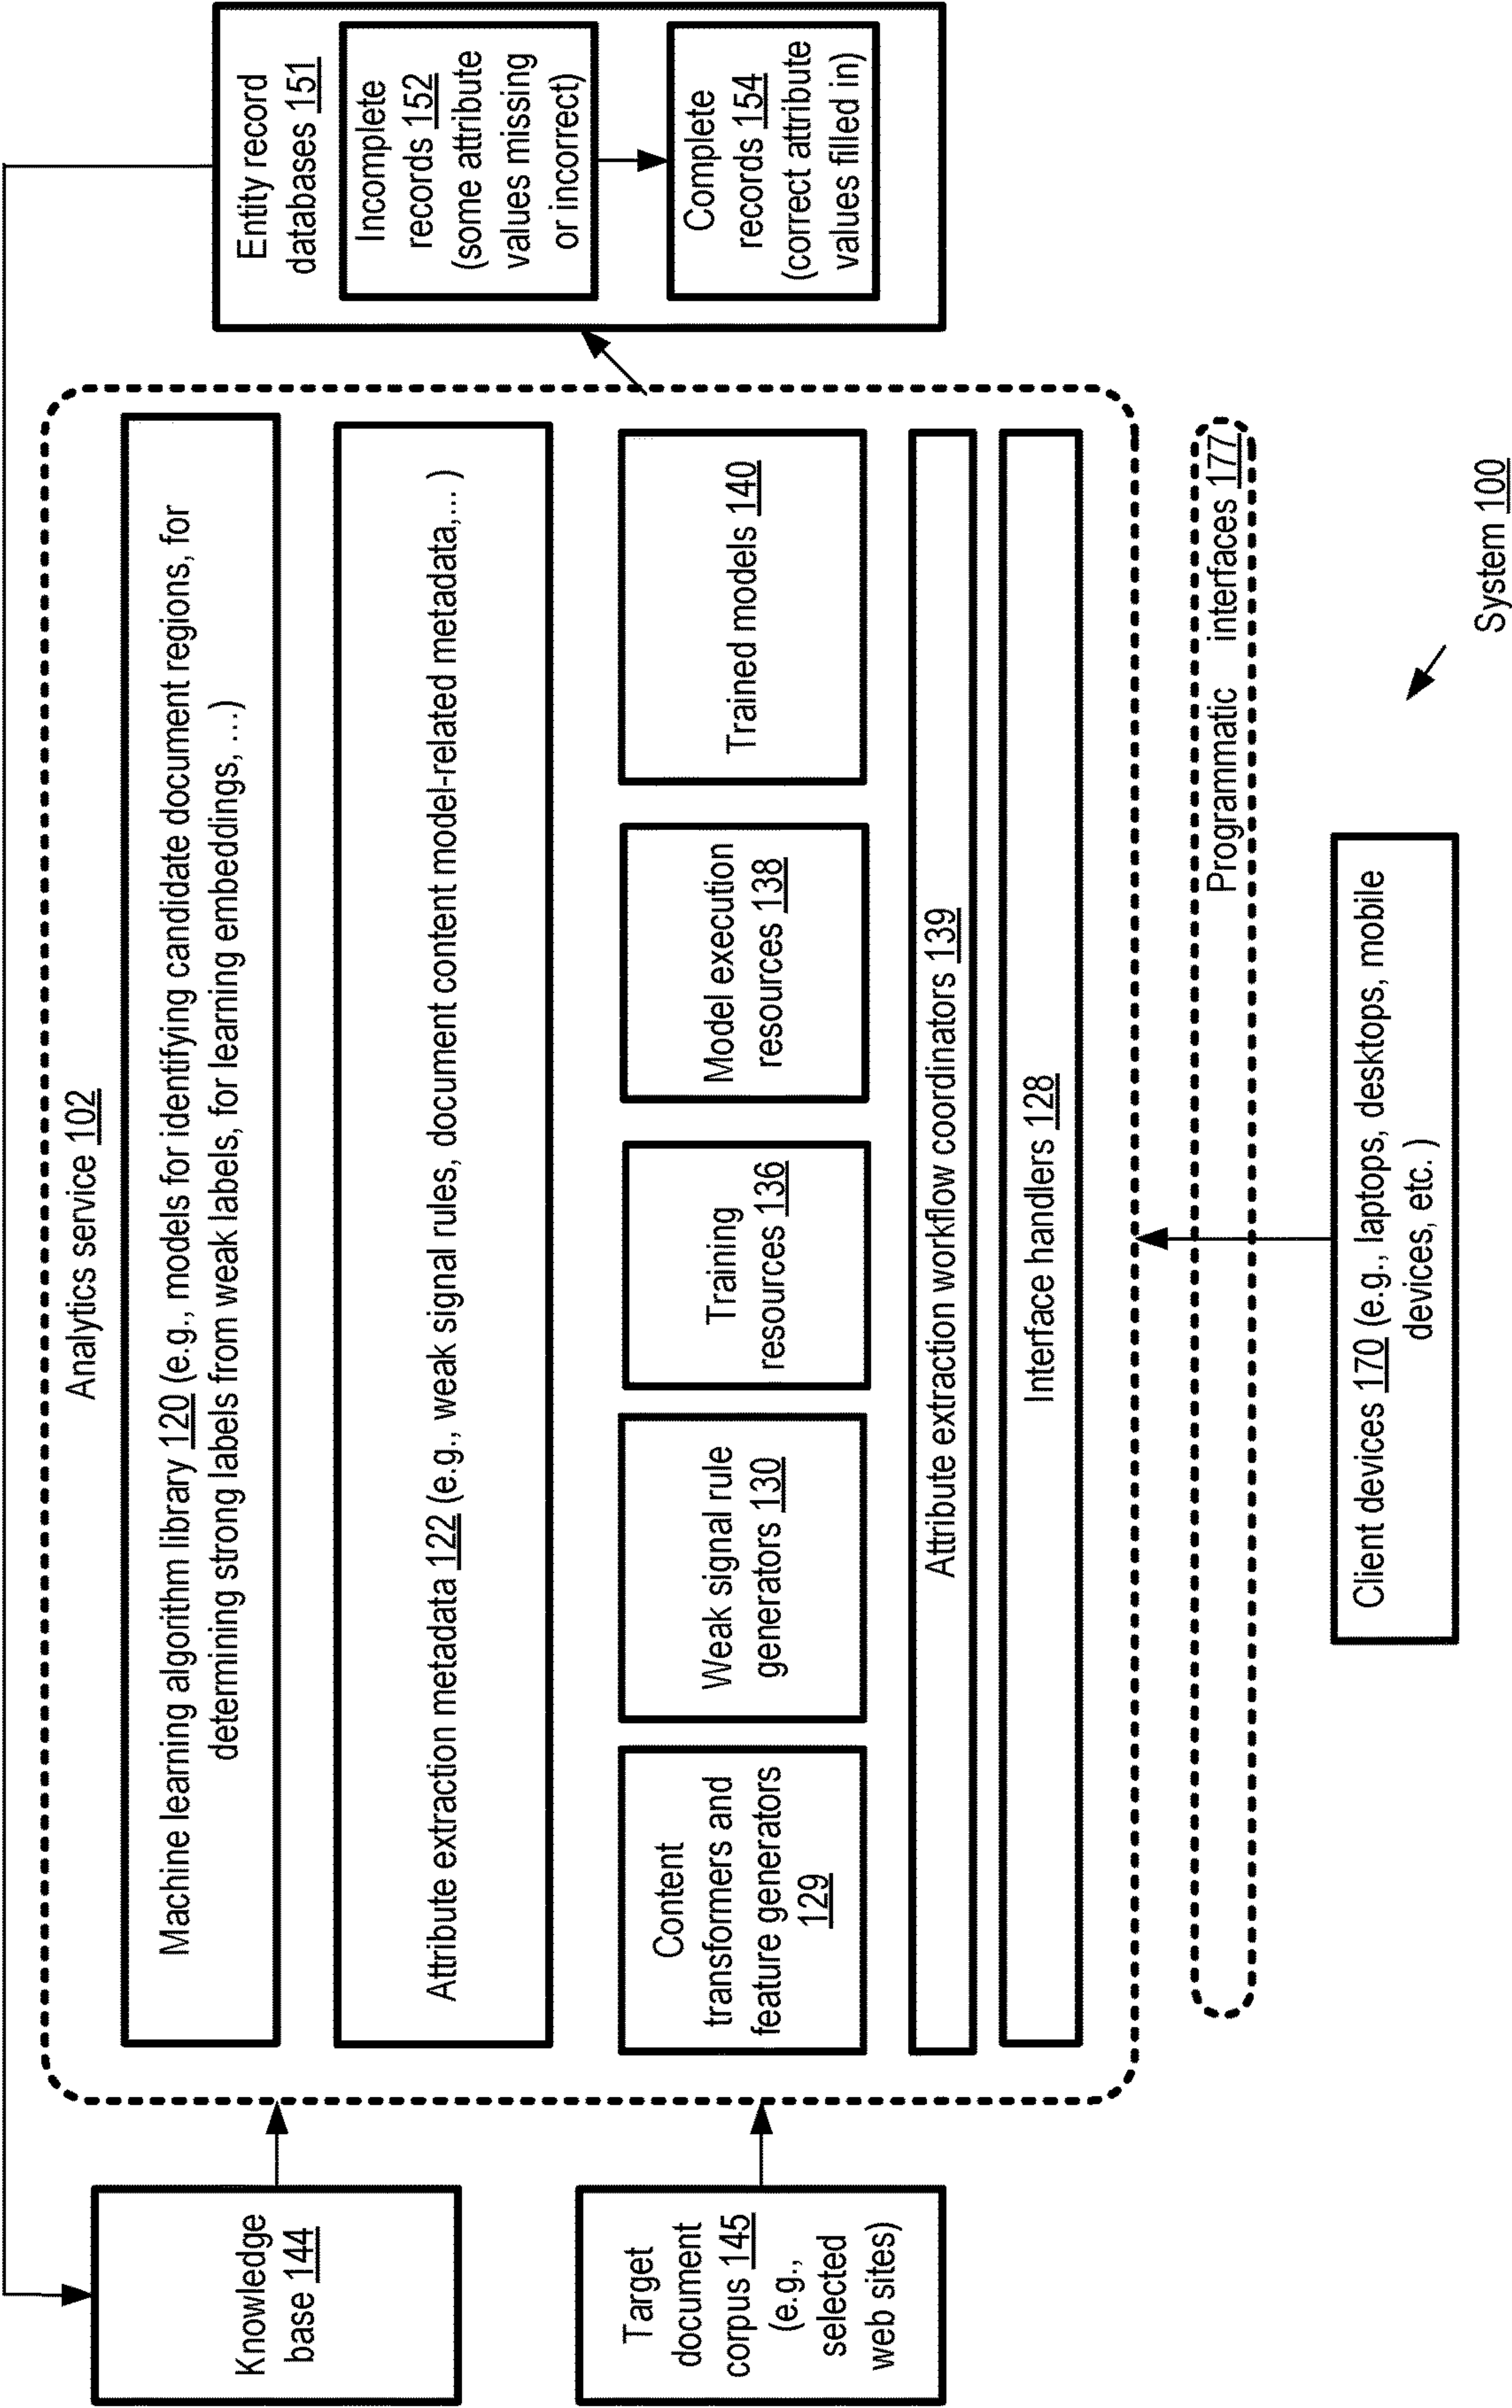 Analytics service 102
Machine learning algorithm library 120 (e.g., models for identifying candidate document regions, for
determining strong labels from weak labels, for learning embeddings, …)
Attribute extraction metadata 122 (e.g., weak signal rules, document content model-related metadata,… )
Content
transformers and
feature generators
129
Weak signal rule
generators 130
Training
resources 136
Model execution
resources 138
Trained models 140
Attribute extraction workflow coordinators 139
Interface handlers 128
Knowledge
base 144
Target
document
corpus 145
(e.g.,
selected
web sites)
Entity record
databases 151
Incomplete
records 152
(some attribute
values missing
or incorrect)
Complete
records 154
(correct attribute
values filled in)
Programmatic interfaces 177
Client devices 170 (e.g., laptops, desktops, mobile
devices, etc. )
System 100